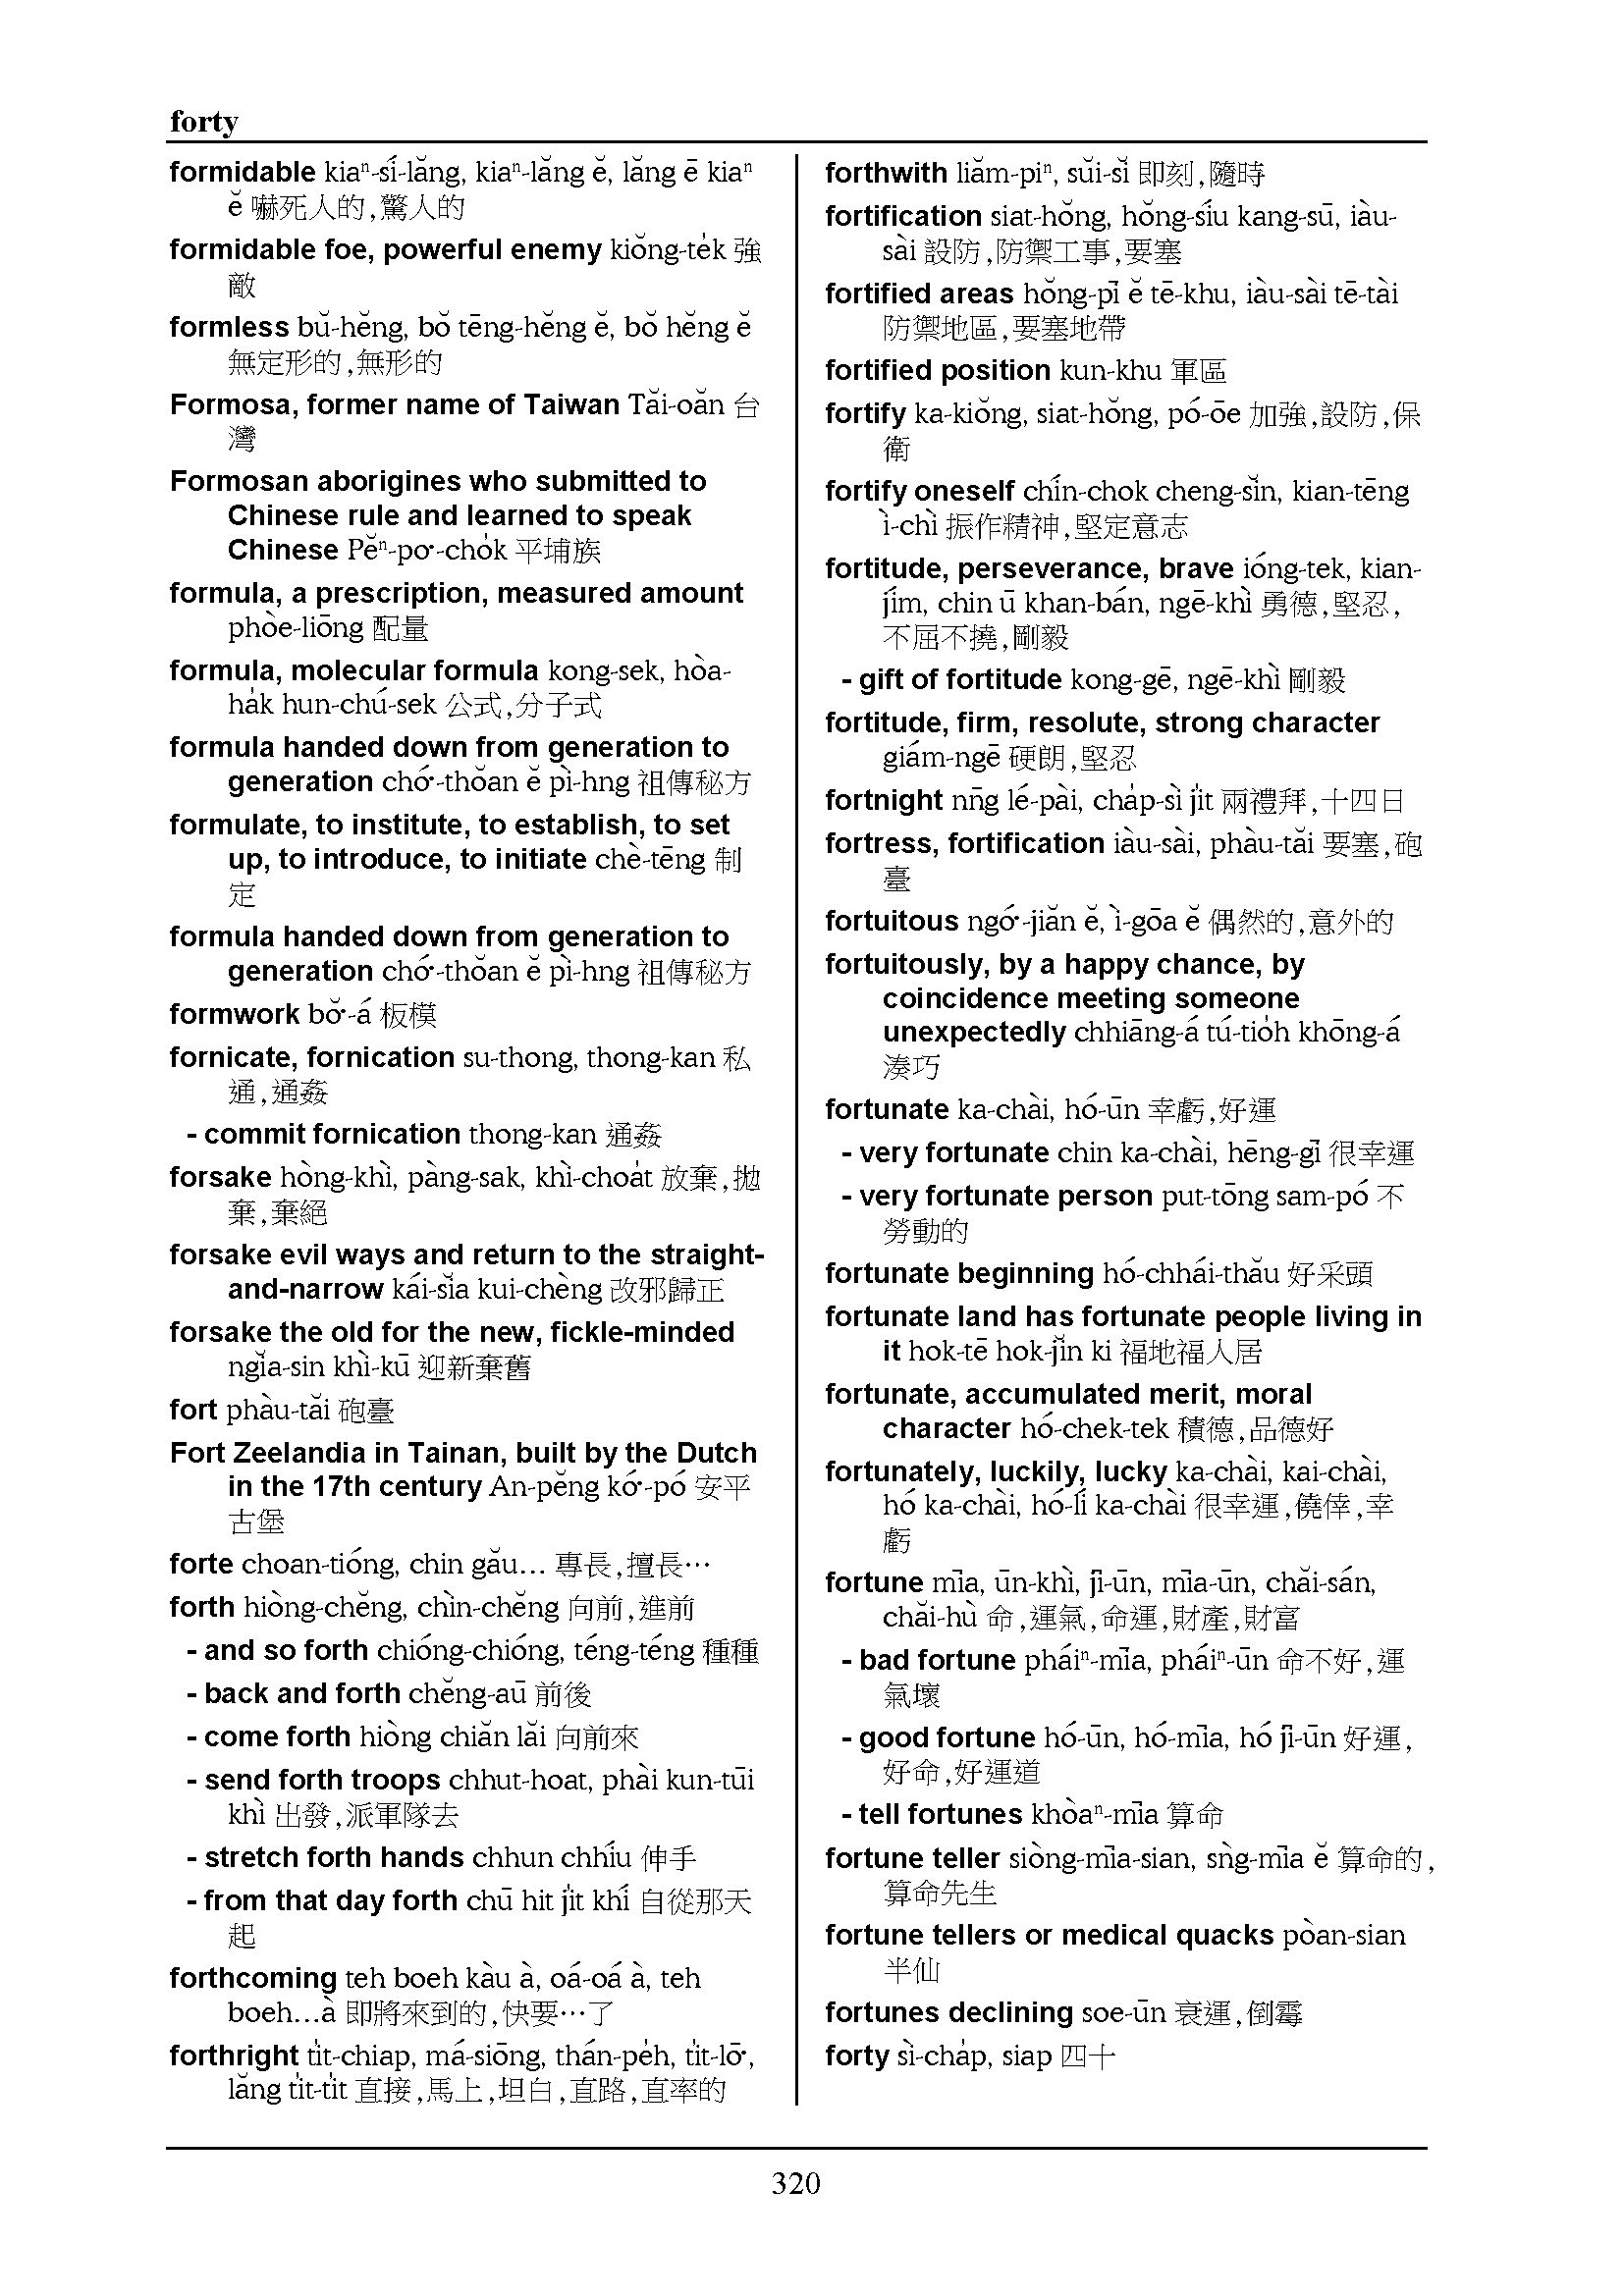 forty
formidable kiaⁿ-sí-lăng, kiaⁿ-lăng ĕ, lăng ē kiaⁿ
ĕ 嚇死人的,驚人的
formidable foe, powerful enemy kiŏng-te̍k 強
敵
formless bŭ-hĕng, bŏ tēng-hĕng ĕ, bŏ hĕng ĕ
無定形的,無形的
Formosa, former name of Taiwan Tăi-oăn 台
灣
Formosan aborigines who submitted to
Chinese rule and learned to speak
Chinese Pĕⁿ-po͘-cho̍k 平埔族
formula, a prescription, measured amount
phòe-liōng 配量
formula, molecular formula kong-sek, hòa-
ha̍k hun-chú-sek 公式,分子式
formula handed down from generation to
generation chó͘-thŏan ĕ pì-hng 祖傳秘方
formulate, to institute, to establish, to set
up, to introduce, to initiate chè-tēng 制
定
formula handed down from generation to
generation chó͘-thŏan ĕ pì-hng 祖傳秘方
formwork bŏ͘-á 板模
fornicate, fornication su-thong, thong-kan 私
通,通姦
- commit fornication thong-kan 通姦
forsake hòng-khì, pàng-sak, khì-choa̍t 放棄,拋
棄,棄絕
forsake evil ways and return to the straight-
and-narrow kái-sĭa kui-chèng 改邪歸正
forsake the old for the new, fickle-minded
ngĭa-sin khì-kū 迎新棄舊
fort phàu-tăi 砲臺
Fort Zeelandia in Tainan, built by the Dutch
in the 17th century An-pĕng kó͘-pó 安平
古堡
forte choan-tióng, chin gău... 專長,擅長…
forth hiòng-chĕng, chìn-chĕng 向前,進前
- and so forth chióng-chióng, téng-téng 種種
- back and forth chĕng-aū 前後
- come forth hiòng chiăn lăi 向前來
- send forth troops chhut-hoat, phài kun-tūi
khì 出發,派軍隊去
- stretch forth hands chhun chhíu 伸手
- from that day forth chū hit ji̍t khí 自從那天
起
forthcoming teh boeh kàu à, oá-oá à, teh
boeh...à 即將來到的,快要…了
forthright ti̍t-chiap, má-siōng, thán-pe̍h, ti̍t-lō͘,
lăng ti̍t-ti̍t 直接,馬上,坦白,直路,直率的
forthwith liăm-piⁿ, sŭi-sĭ 即刻,隨時
fortification siat-hŏng, hŏng-síu kang-sū, iàu-
sài 設防,防禦工事,要塞
fortified areas hŏng-pī ĕ tē-khu, iàu-sài tē-tài
防禦地區,要塞地帶
fortified position kun-khu 軍區
fortify ka-kiŏng, siat-hŏng, pó-ōe 加強,設防,保
衛
fortify oneself chín-chok cheng-sĭn, kian-tēng
ì-chì 振作精神,堅定意志
fortitude, perseverance, brave ióng-tek, kian-
jím, chin ū khan-bán, ngē-khì 勇德,堅忍,
不屈不撓,剛毅
- gift of fortitude kong-gē, ngē-khì 剛毅
fortitude, firm, resolute, strong character
giám-ngē 硬朗,堅忍
fortnight nn̄g lé-pài, cha̍p-sì ji̍t 兩禮拜,十四日
fortress, fortification iàu-sài, phàu-tăi 要塞,砲
臺
fortuitous ngó͘-jiăn ĕ, ì-gōa ĕ 偶然的,意外的
fortuitously, by a happy chance, by
coincidence meeting someone
unexpectedly chhiāng-á tú-tio̍h khōng-á
湊巧
fortunate ka-chài, hó-ūn 幸虧,好運
- very fortunate chin ka-chài, hēng-gī 很幸運
- very fortunate person put-tōng sam-pó 不
勞動的
fortunate beginning hó-chhái-thău 好采頭
fortunate land has fortunate people living in
it hok-tē hok-jĭn ki 福地福人居
fortunate, accumulated merit, moral
character hó-chek-tek 積德,品德好
fortunately, luckily, lucky ka-chài, kai-chài,
hó ka-chài, hó-lí ka-chài 很幸運,僥倖,幸
虧
fortune mīa, ūn-khì, jī-ūn, mīa-ūn, chăi-sán,
chăi-hù 命,運氣,命運,財產,財富
- bad fortune pháiⁿ-mīa, pháiⁿ-ūn 命不好,運
氣壞
- good fortune hó-ūn, hó-mīa, hó jī-ūn 好運,
好命,好運道
- tell fortunes khòaⁿ-mīa 算命
fortune teller siòng-mīa-sian, sǹg-mīa ĕ 算命的,
算命先生
fortune tellers or medical quacks pòan-sian
半仙
fortunes declining soe-ūn 衰運,倒霉
forty sì-cha̍p, siap 四十
320